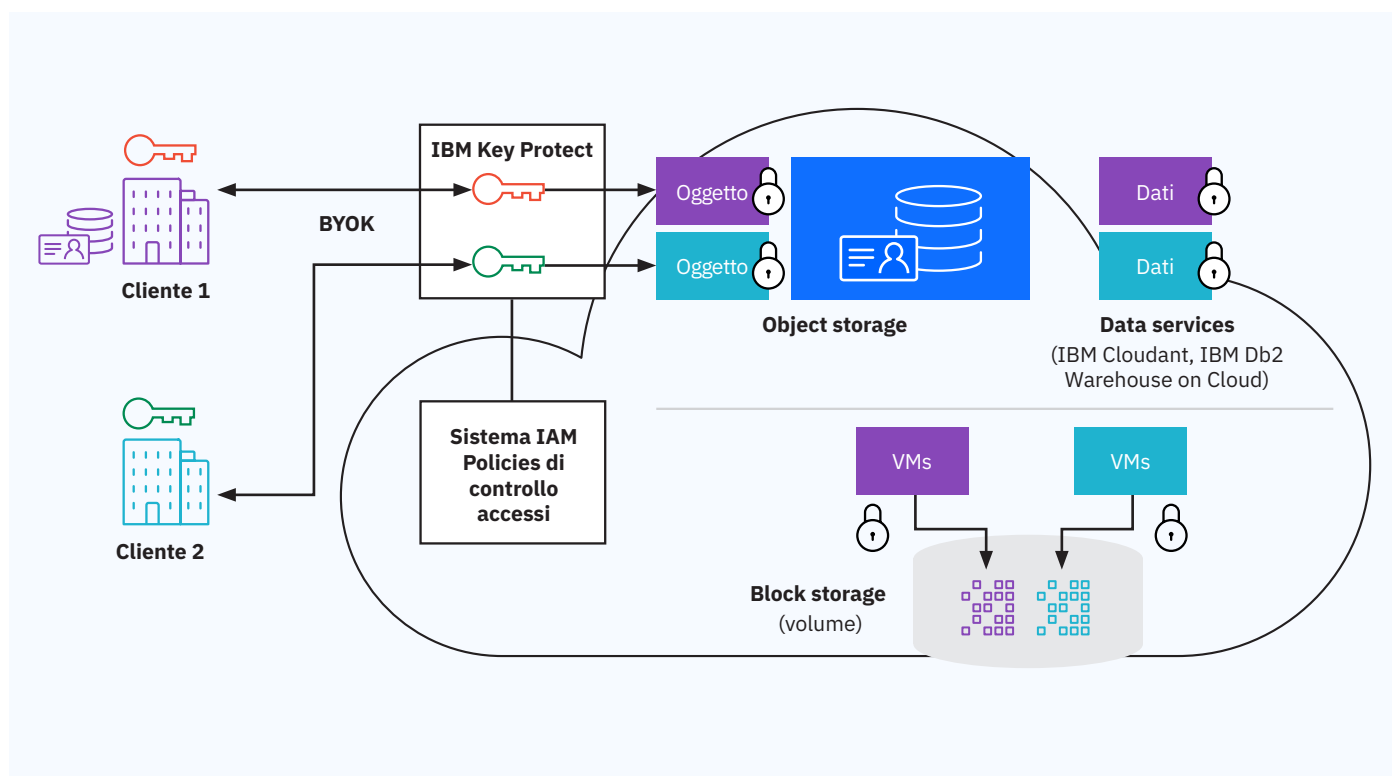 IBM Key Protect
BYOK
Cliente 1
Cliente 2
Sistema IAM
Policies di
controllo
accessi
Oggetto
Oggetto
Object storage
Dati
Dati
Data services
(IBM Cloudant, IBM Db2
Warehouse on Cloud)
VMs
VMs
Block storage
(volume)